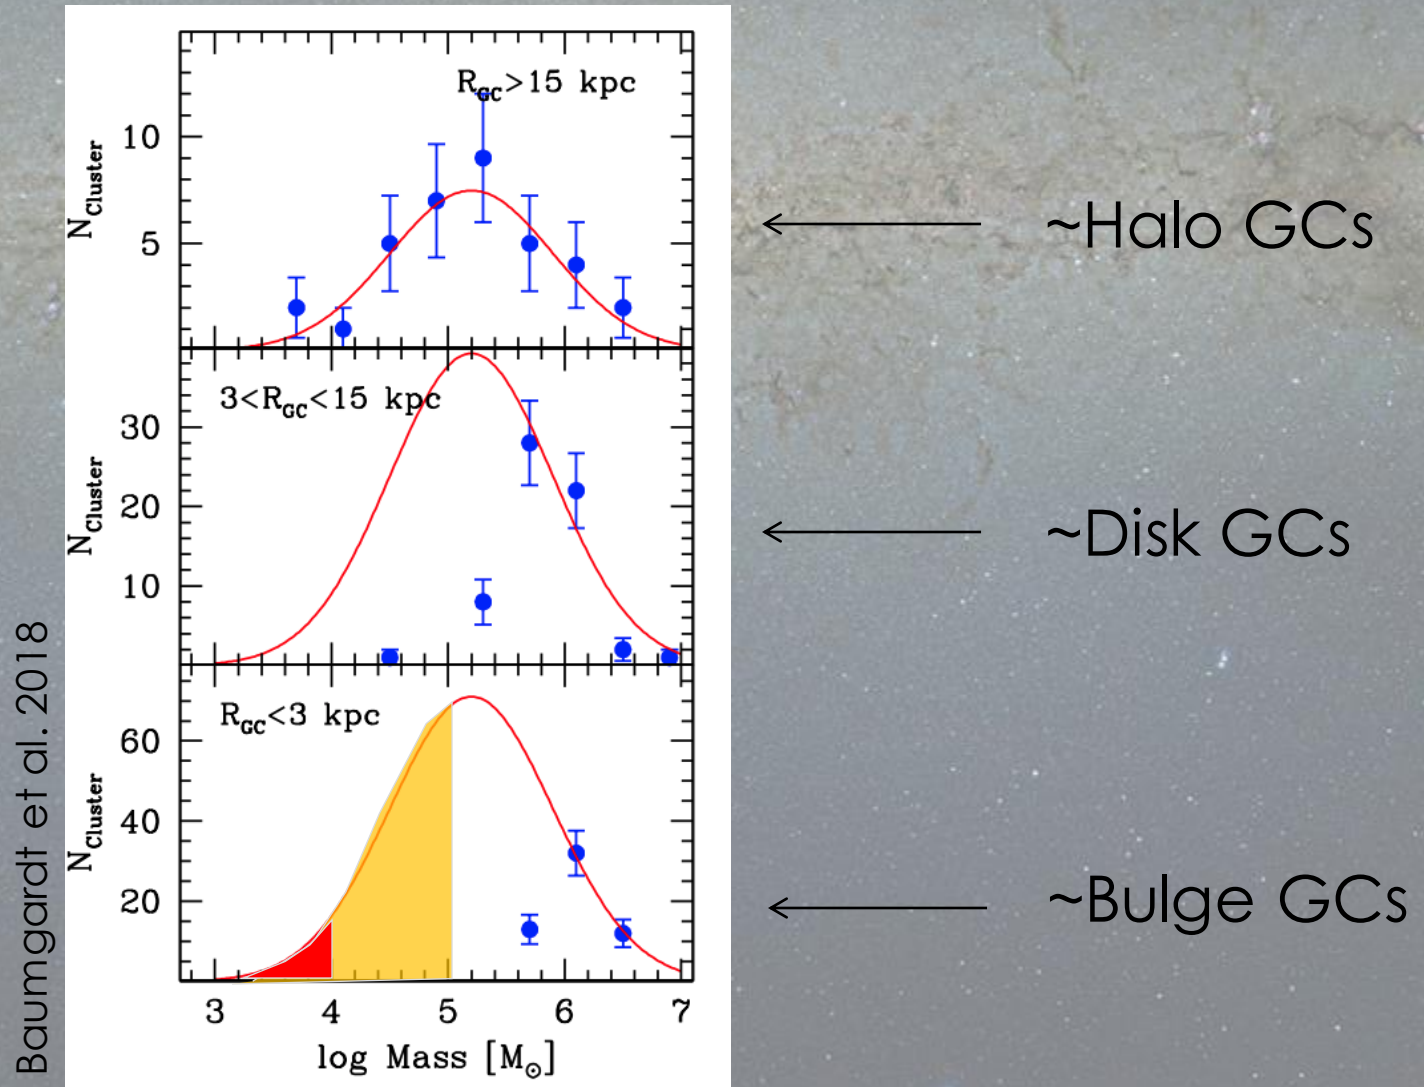 R_GC>15 kpc
10
5
N_Cluster
~Halo GCs
3<R_GC<15 kpc
30
20
10
N_Cluster
~Disk GCs
R_GC<3 kpc
60
40
20
N_Cluster
~Bulge GCs
3 4 5 6 7
log Mass [M_⊙]
Baumgardt et al. 2018